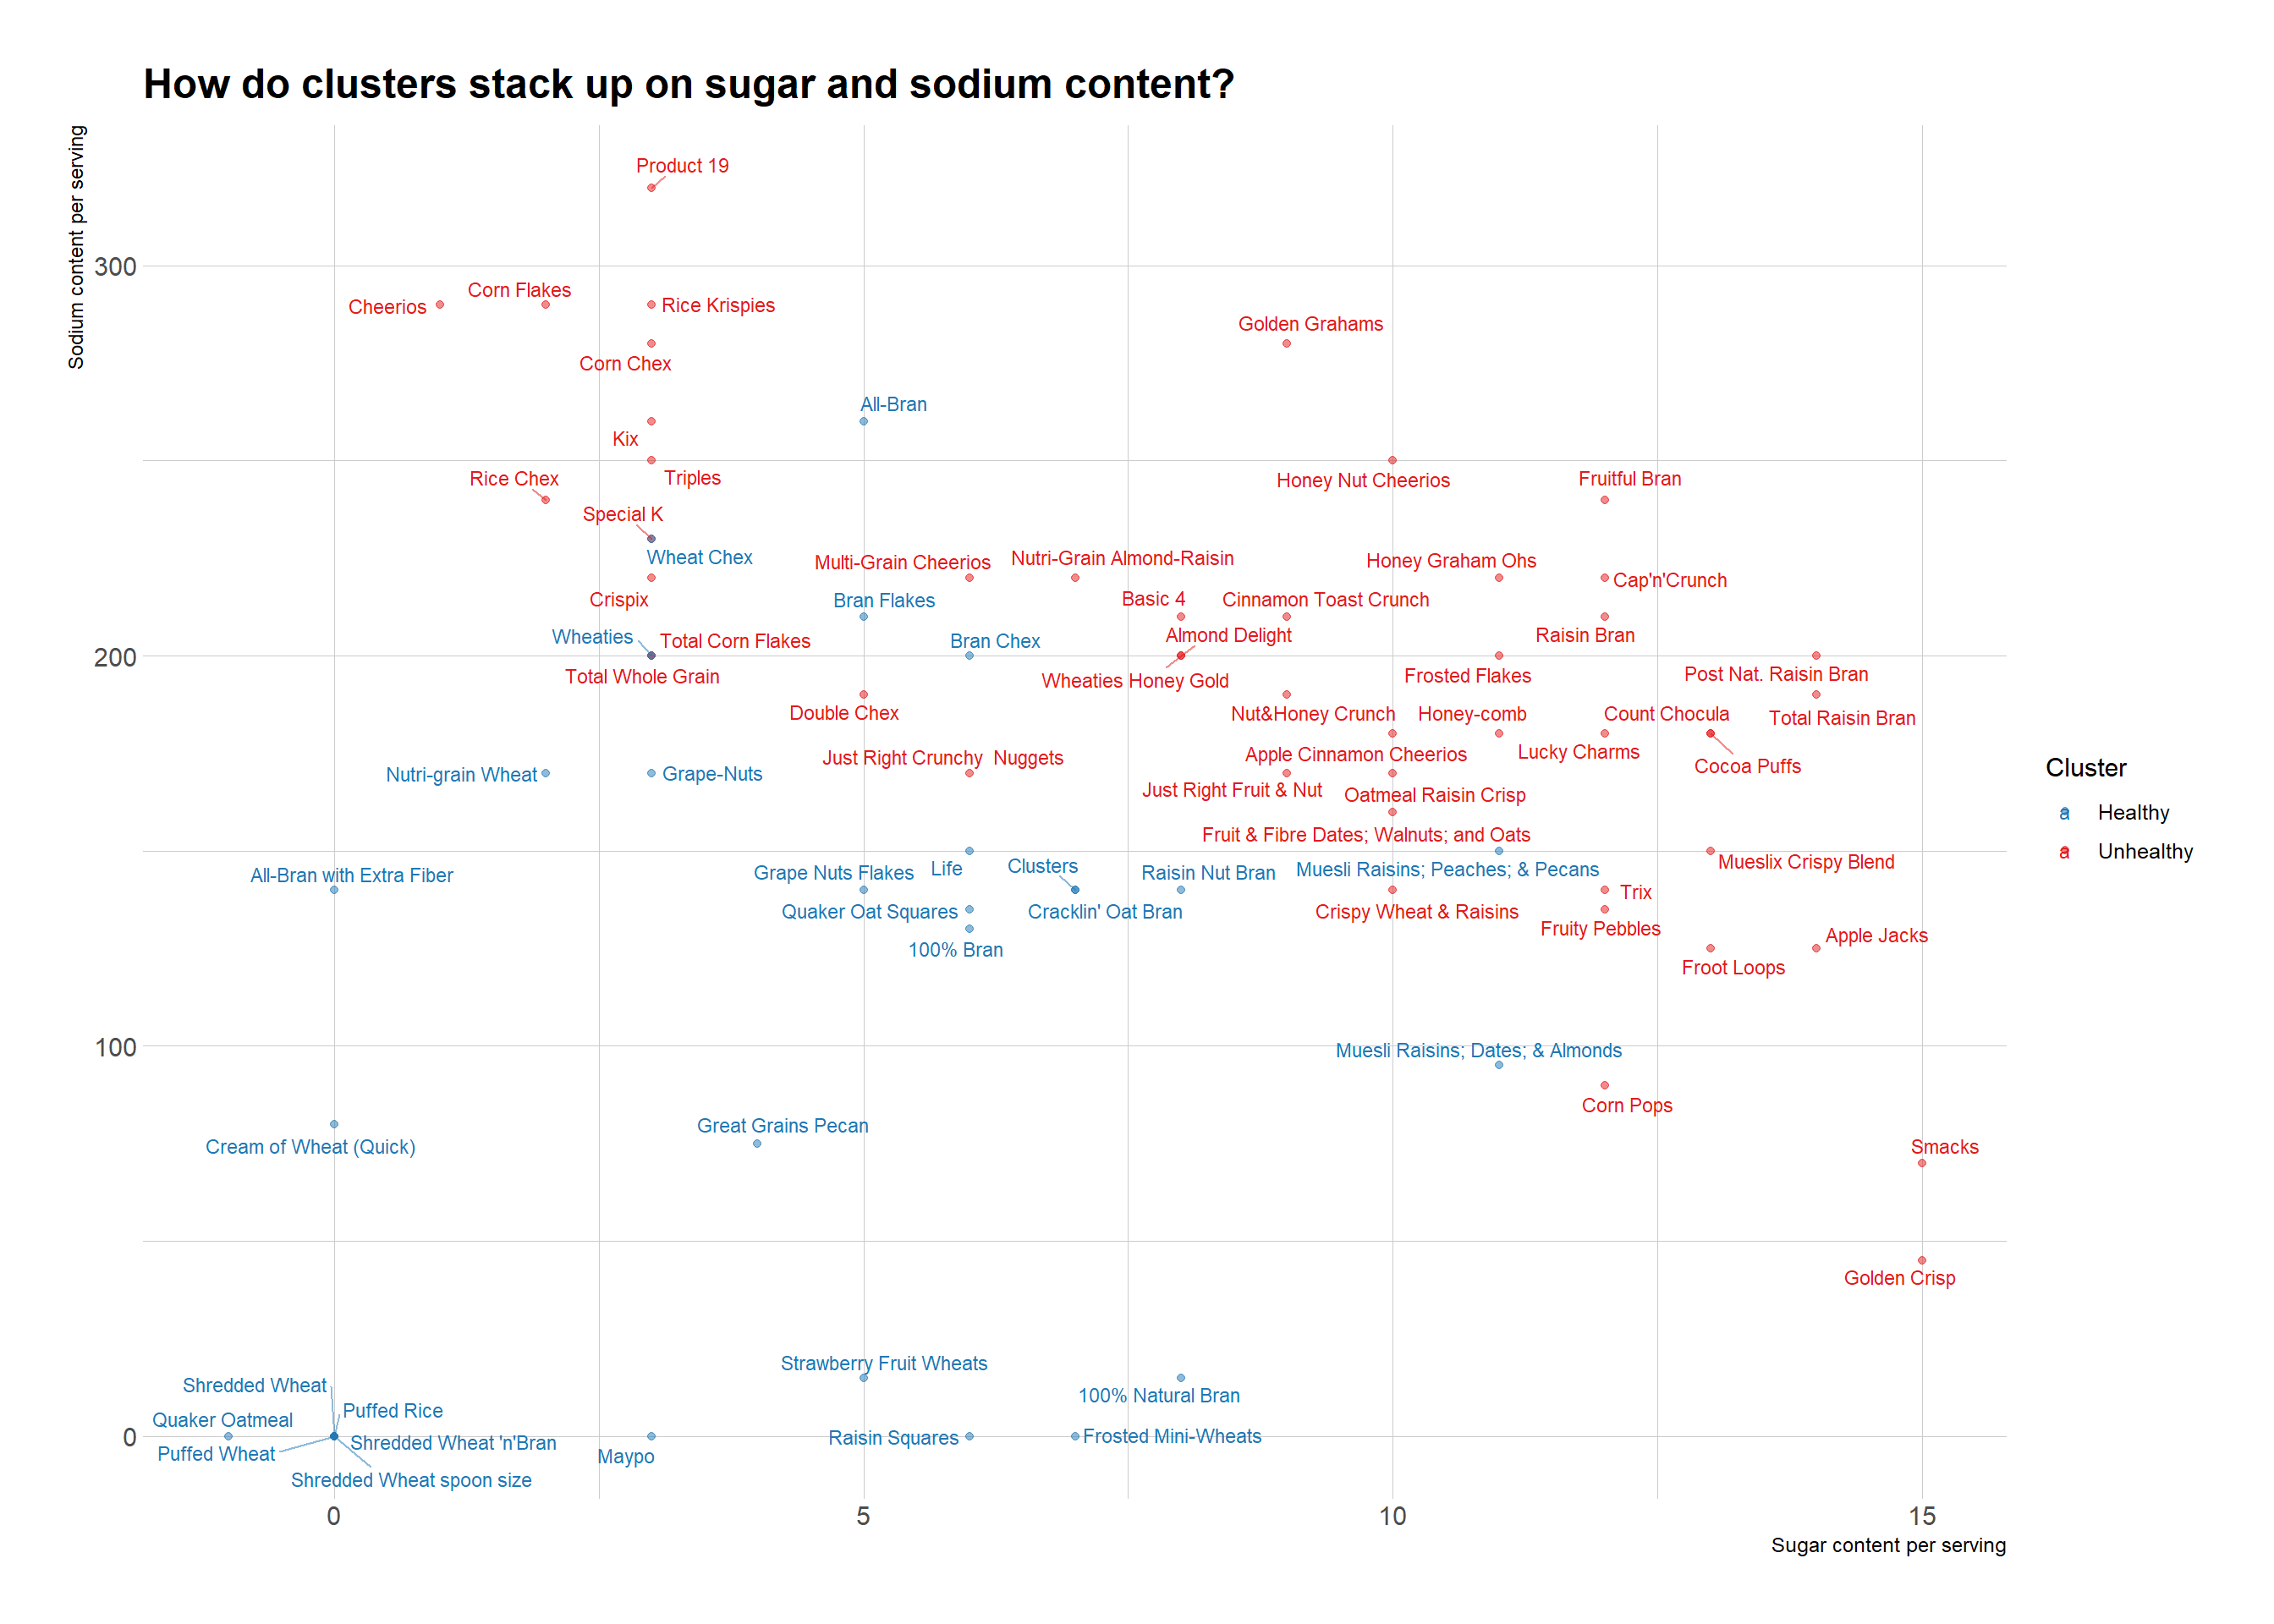 How do clusters stack up on sugar and sodium content?
Sodium content per serving
Product 19
300
Corn Flakes
Cheerios
Rice Krispies
Golden Grahams
Corn Chex
All-Bran
Kix
Rice Chex
Triples
Honey Nut Cheerios
Fruitful Bran
Special K
Wheat Chex
Multi-Grain Cheerios
Nutri-Grain Almond-Raisin
Honey Graham Ohs
Cap'n'Crunch
Crispix
Bran Flakes
Basic 4
Cinnamon Toast Crunch
Wheaties
Total Corn Flakes
Bran Chex
Almond Delight
Raisin Bran
200
Total Whole Grain
Wheaties Honey Gold
Frosted Flakes
Post Nat. Raisin Bran
Double Chex
Nut&Honey Crunch
Honey-comb
Count Chocula
Total Raisin Bran
Just Right Crunchy  Nuggets
Apple Cinnamon Cheerios
Lucky Charms
Cocoa Puffs
Nutri-grain Wheat
Grape-Nuts
Just Right Fruit & Nut
Oatmeal Raisin Crisp
Fruit & Fibre Dates; Walnuts; and Oats
All-Bran with Extra Fiber
Grape Nuts Flakes
Life
Clusters
Raisin Nut Bran
Muesli Raisins; Peaches; & Pecans
Mueslix Crispy Blend
Quaker Oat Squares
Cracklin' Oat Bran
Crispy Wheat & Raisins
Trix
100% Bran
Fruity Pebbles
Apple Jacks
Froot Loops
100
Muesli Raisins; Dates; & Almonds
Corn Pops
Cream of Wheat (Quick)
Great Grains Pecan
Smacks
Golden Crisp
Strawberry Fruit Wheats
Shredded Wheat
100% Natural Bran
Puffed Rice
Quaker Oatmeal
0
Shredded Wheat 'n'Bran
Raisin Squares
Frosted Mini-Wheats
Puffed Wheat
Maypo
Shredded Wheat spoon size
0
5
10
15
Sugar content per serving
Cluster
a Healthy
a Unhealthy